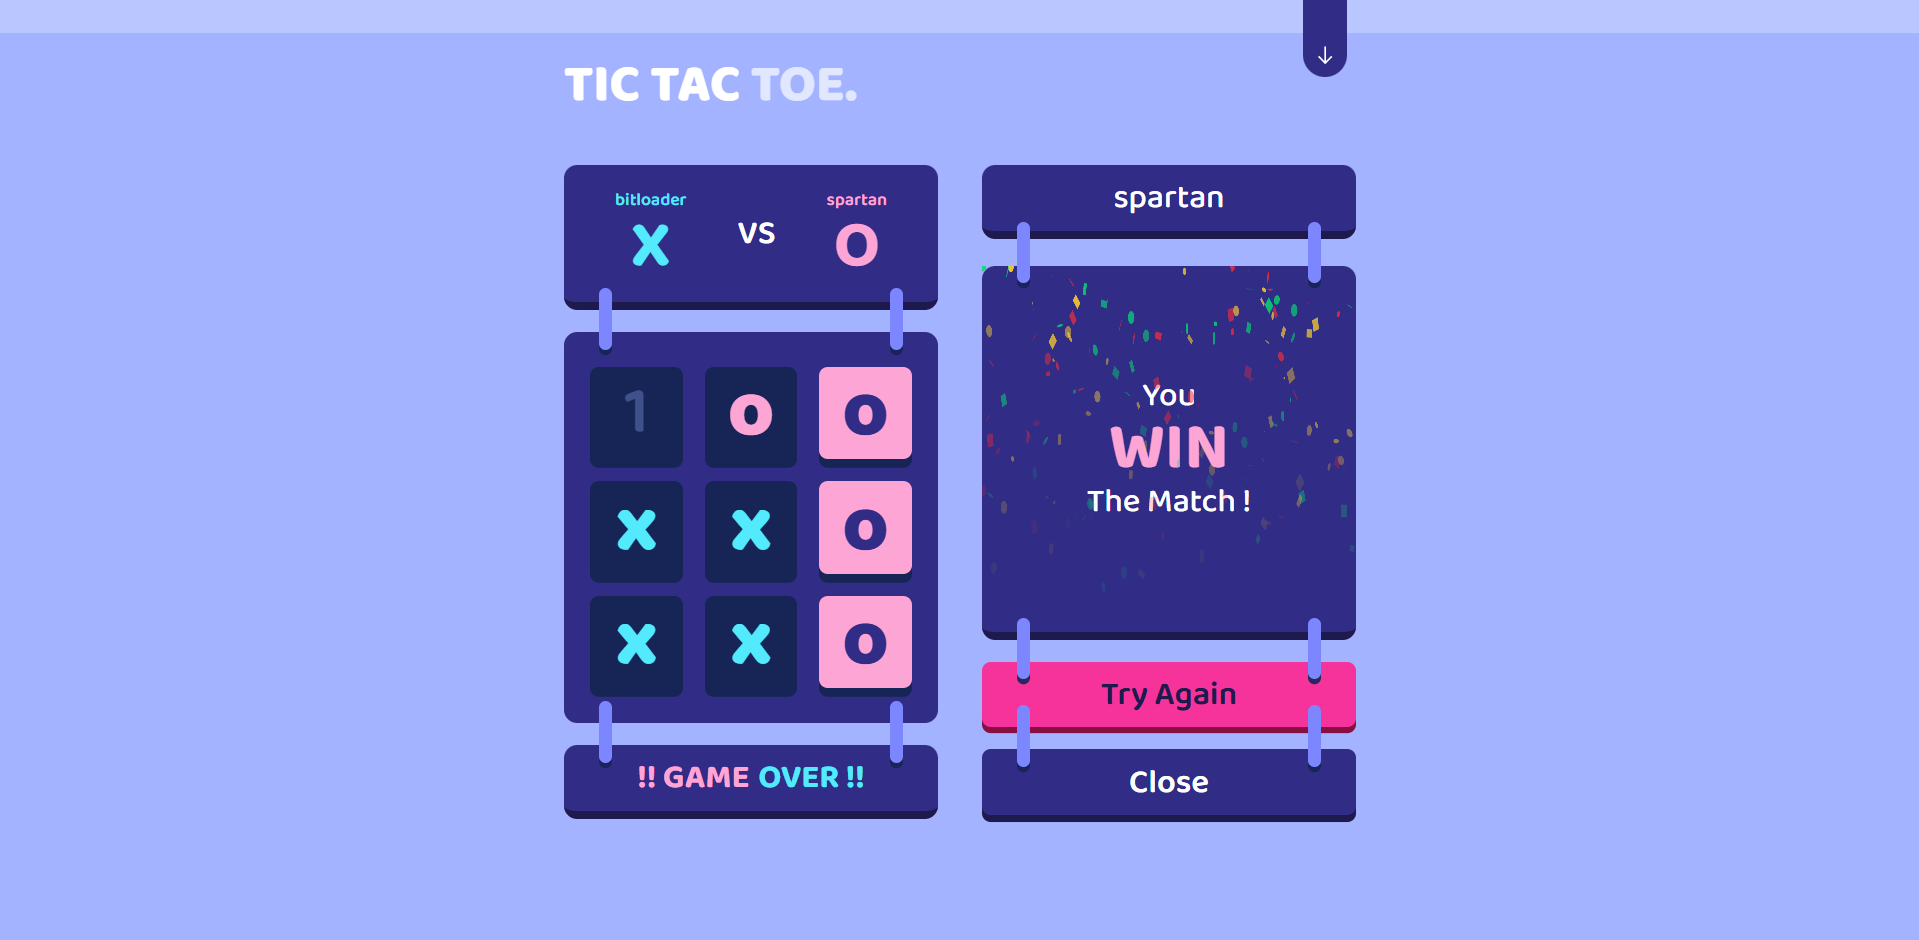 TIC TAC TOE.
bitloader
X
VS
spartan
O
1 O O
X X O
X X O
!! GAME OVER !!
spartan
You
WIN
The Match !
Try Again
Close